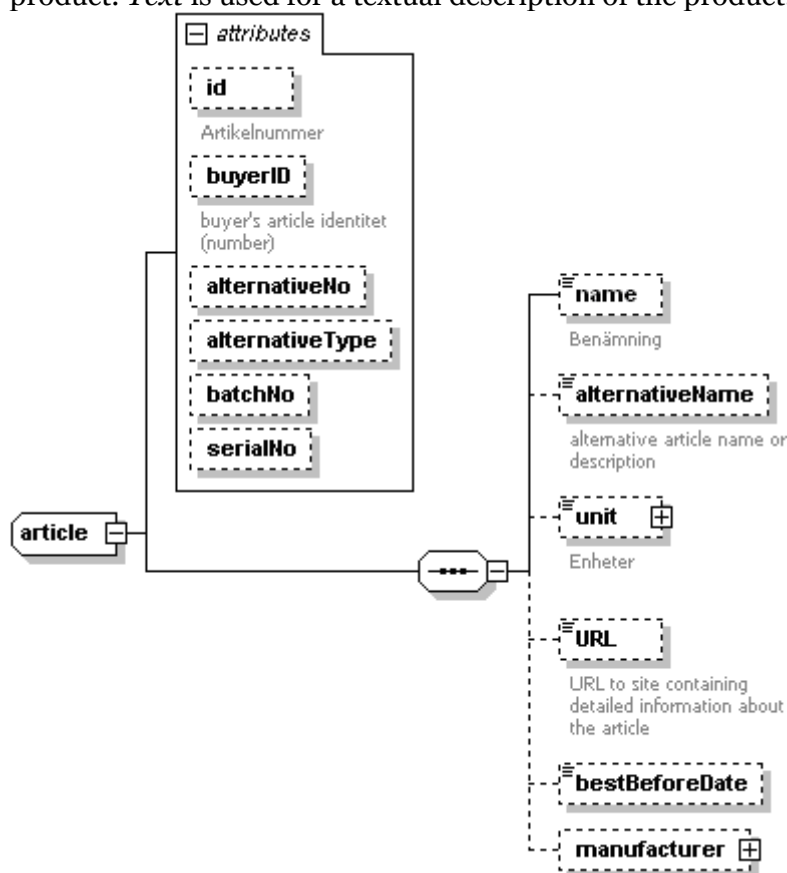 product. Text is used for a textual description of the product
attributes
id
Artikelnummer
buyerID
buyer's article identitet
(number)
alternativeNo
alternativeType
batchNo
serialNo
article
name
Benämning
alternativeName
alternative article name or
description
unit
Enheter
URL
URL to site containing
detailed information about
the article
bestBeforeDate
manufacturer